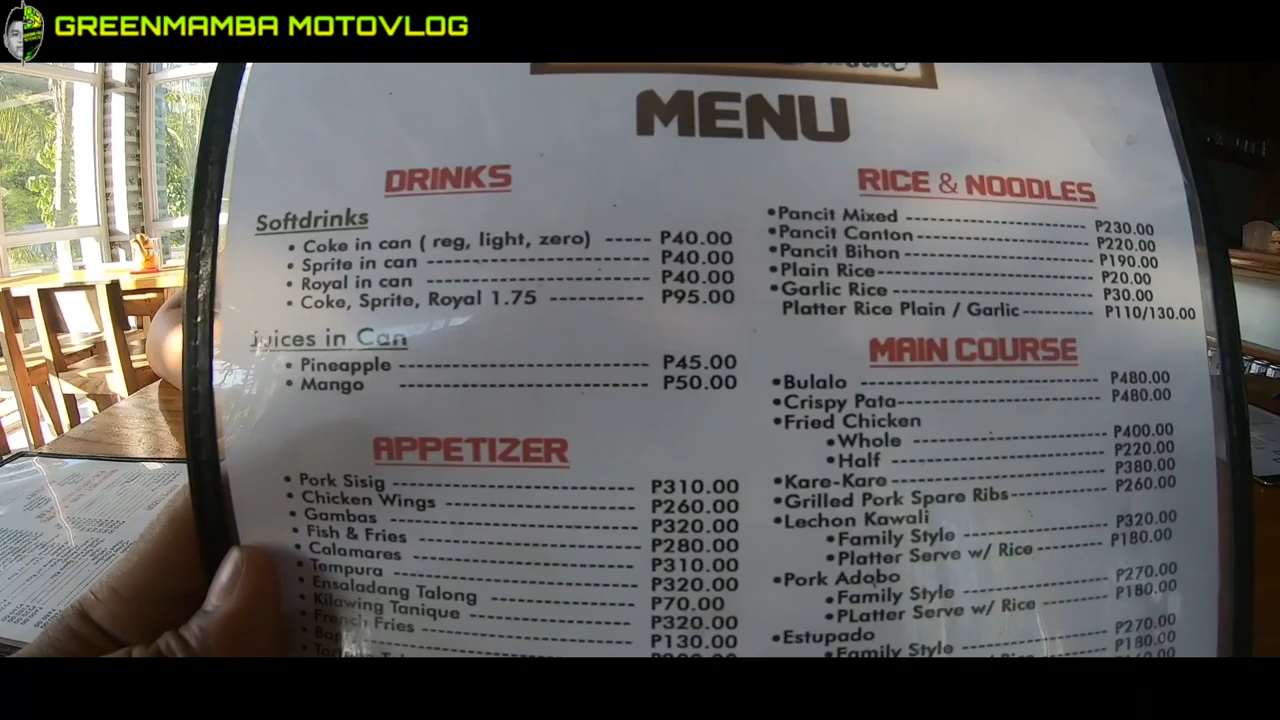 GREENMAMBA MOTOVLOG
MENU
DRINKS
Softdrinks
• Coke in can ( reg, light, zero) ----- P40.00
• Sprite in can ---------------------- P40.00
• Royal in can ---------------------- P40.00
• Coke, Sprite, Royal 1.75 ---------- P95.00
Juices in Can
• Pineapple ------------------------- P45.00
• Mango ------------------------- P50.00
APPETIZER
• Pork Sisig ------------------------- P310.00
• Chicken Wings -------------------- P260.00
• Gambas ------------------------- P320.00
• Fish & Fries ---------------------- P280.00
• Calamares ---------------------- P310.00
• Tempura ------------------------- P320.00
• Ensaladang Talong --------------- P70.00
• Kilawing Tanique ---------------- P320.00
• French Fries --------------------- P130.00
RICE & NOODLES
•Pancit Mixed --------------------- P230.00
•Pancit Canton-------------------- P220.00
•Pancit Bihon --------------------- P190.00
•Plain Rice------------------------- P20.00
•Garlic Rice ----------------------- P30.00
Platter Rice Plain / Garlic---------- P110/130.00
MAIN COURSE
•Bulalo --------------------------- P480.00
•Crispy Pata----------------------- P480.00
•Fried Chicken
•Whole ---------------------- P400.00
•Half ------------------------ P220.00
•Kare-Kare ------------------------ P380.00
•Grilled Pork Spare Ribs------------ P260.00
•Lechon Kawali
•Family Style ----------------- P320.00
•Platter Serve w/ Rice --------- P180.00
•Pork Adobo
•Family Style ----------------- P270.00
•PLatter Serve w/ Rice --------- P180.00
•Estupado
•Family Style ----------------- P270.00
Rice P180.00